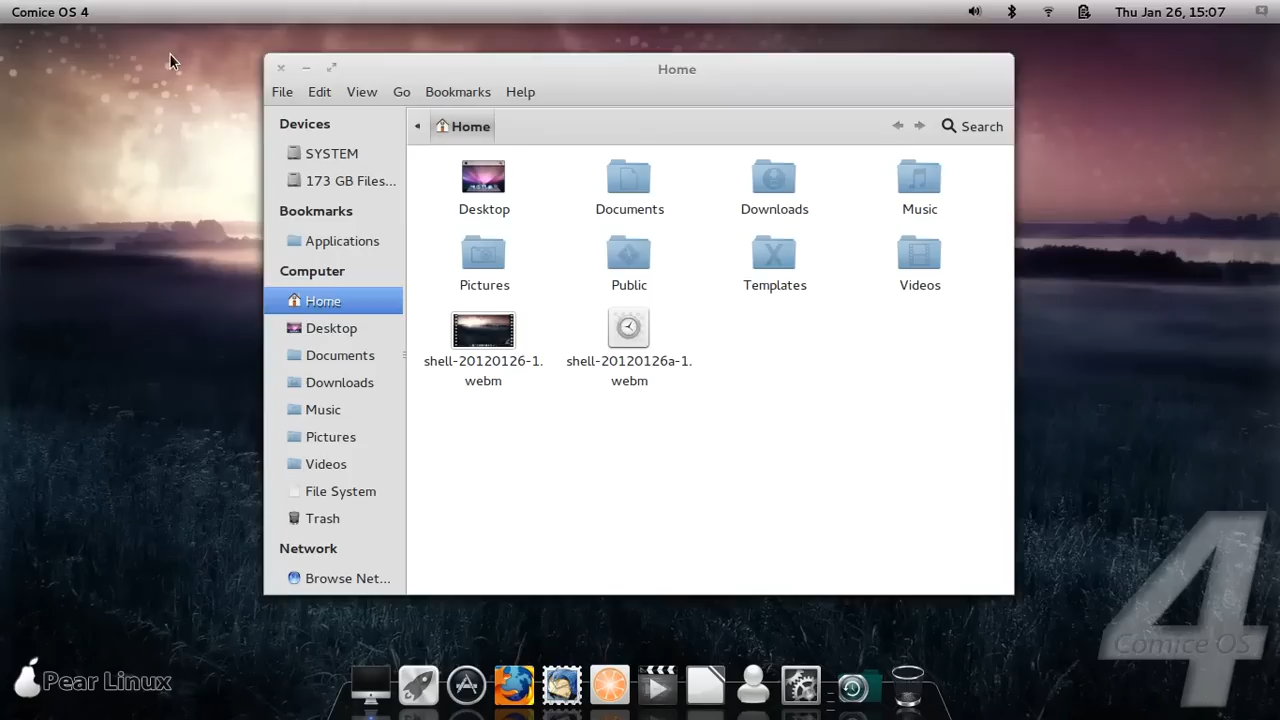 Comice OS 4
Thu Jan 26, 15:07
Home
File Edit View Go Bookmarks Help
Devices
SYSTEM
173 GB Files...
Bookmarks
Applications
Computer
Home
Desktop
Documents
Downloads
Music
Pictures
Videos
File System
Trash
Network
Browse Net...
Home
Search
Desktop Documents Downloads Music
Pictures Public Templates Videos
shell-20120126-1.
webm
shell-20120126a-1.
webm
4
Comice OS
Pear Linux